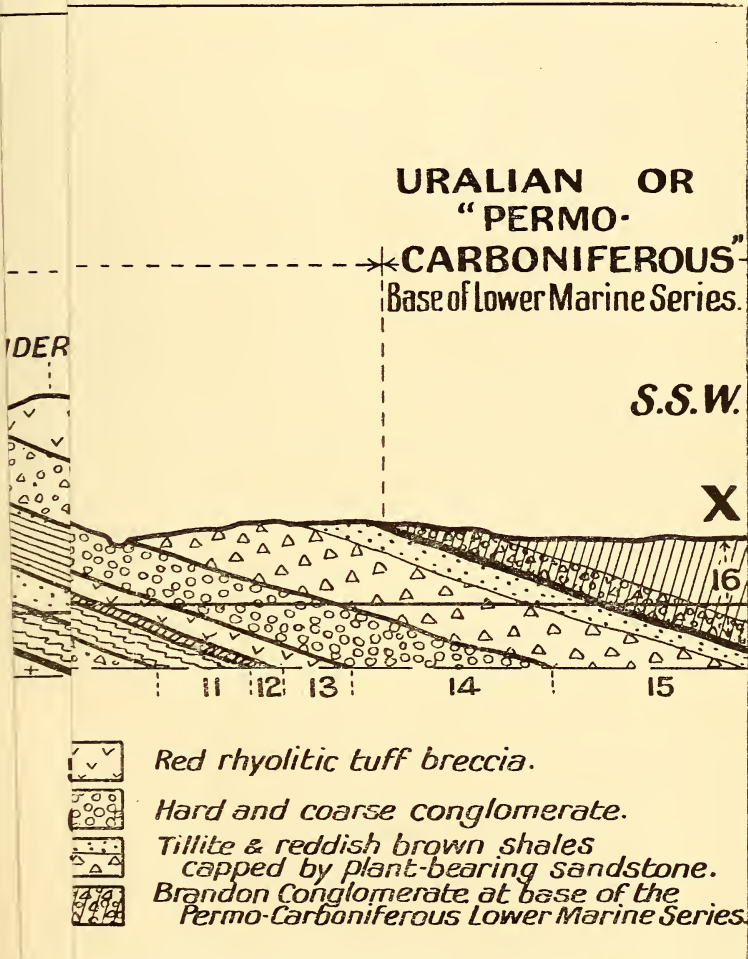 URALIAN OR
"PERMO-
CARBONIFEROUS"
Base of Lower Marine Series.
IDER
S.S.W.
X
16
11 12 13 14 15
Red rhyolitic tuff breccia.
Hard and coarse conglomerate.
Tillite & reddish brown shales
capped by plant-bearing sandstone.
Brandon Conglomerate at base of the
Permo-Carboniferous Lower Marine Series.